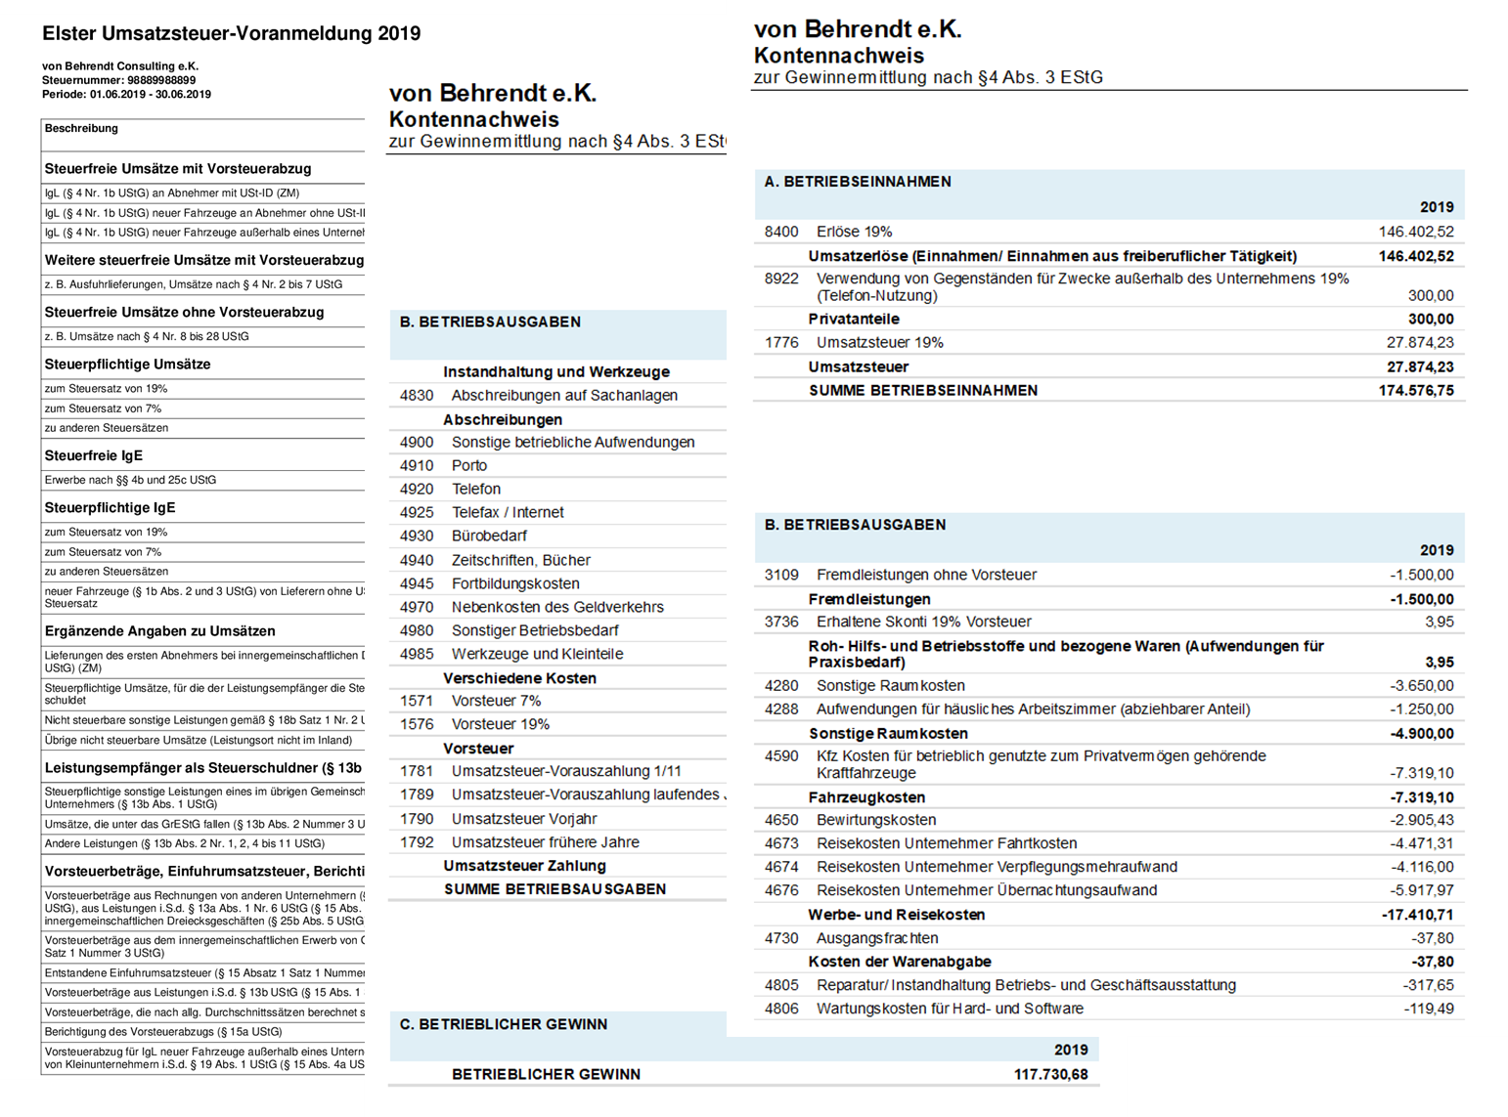 Elster Umsatzsteuer-Voranmeldung 2019
von Behrendt Consulting e.K.
Steuernummer: 98889988899
Periode: 01.06.2019 - 30.06.2019
Beschreibung
Steuerfreie Umsätze mit Vorsteuerabzug
IgL (§ 4 Nr. 1b UStG) an Abnehmer mit USt-ID (ZM)
IgL (§ 4 Nr. 1b UStG) neuer Fahrzeuge an Abnehmer ohne USt-I
IgL (§ 4 Nr. 1b UStG) neuer Fahrzeuge außerhalb eines Unterneh
Weitere steuerfreie Umsätze mit Vorsteuerabzug
z. B. Ausfuhrlieferungen, Umsätze nach § 4 Nr. 2 bis 7 UStG
Steuerfreie Umsätze ohne Vorsteuerabzug
z. B. Umsätze nach § 4 Nr. 8 bis 28 UStG
Steuerpflichtige Umsätze
zum Steuersatz von 19%
zum Steuersatz von 7%
zu anderen Steuersätzen
Steuerfreie IgE
Erwerbe nach §§ 4b und 25c UStG
Steuerpflichtige IgE
zum Steuersatz von 19%
zum Steuersatz von 7%
zu anderen Steuersätzen
neuer Fahrzeuge (§ 1b Abs. 2 und 3 UStG) von Lieferern ohne U
Steuersatz
Ergänzende Angaben zu Umsätzen
Lieferungen des ersten Abnehmers bei innergemeinschaftlichen D
UStG) (ZM)
Steuerpflichtige Umsätze, für die der Leistungsempfänger die Ste
schuldet
Nicht steuerbare sonstige Leistungen gemäß § 18b Satz 1 Nr. 2 U
Übrige nicht steuerbare Umsätze (Leistungsort nicht im Inland)
Leistungsempfänger als Steuerschuldner (§ 13b
Steuerpflichtige sonstige Leistungen eines im übrigen Gemeinsch
Unternehmers (§ 13b Abs. 1 UStG)
Umsätze, die unter das GrEStG fallen (§ 13b Abs. 2 Nummer 3 U
Andere Leistungen (§ 13b Abs. 2 Nr. 1, 2, 4 bis 11 UStG)
Vorsteuerbeträge, Einfuhrumsatzsteuer, Berichti
Vorsteuerbeträge aus Rechnungen von anderen Unternehmern (§
UStG), aus Leistungen i.S.d. § 13a Abs. 1 Nr. 6 UStG (§ 15 Abs.
innergemeinschaftlichen Dreiecksgeschäften (§ 25b Abs. 5 UStG
Vorsteuerbeträge aus dem innergemeinschaftlichen Erwerb von G
Satz 1 Nummer 3 UStG)
Entstandene Einfuhrumsatzsteuer (§ 15 Absatz 1 Satz 1 Nummer
Vorsteuerbeträge aus Leistungen i.S.d. § 13b UStG (§ 15 Abs. 1
Vorsteuerbeträge, die nach allg. Durchschnittssätzen berechnet s
Berichtigung des Vorsteuerabzugs (§ 15a UStG)
Vorsteuerabzug für IgL neuer Fahrzeuge außerhalb eines Untern
von Kleinunternehmern i.S.d. § 19 Abs. 1 UStG (§ 15 Abs. 4a US
von Behrendt e.K.
Kontennachweis
zur Gewinnermittlung nach §4 Abs. 3 ESt
B. BETRIEBSAUSGABEN
Instandhaltung und Werkzeuge
4830 Abschreibungen auf Sachanlagen
Abschreibungen
4900 Sonstige betriebliche Aufwendungen
4910 Porto
4920 Telefon
4925 Telefax / Internet
4930 Bürobedarf
4940 Zeitschriften, Bücher
4945 Fortbildungskosten
4970 Nebenkosten des Geldverkehrs
4980 Sonstiger Betriebsbedarf
4985 Werkzeuge und Kleinteile
Verschiedene Kosten
1571 Vorsteuer 7%
1576 Vorsteuer 19%
Vorsteuer
1781 Umsatzsteuer-Vorauszahlung 1/11
1789 Umsatzsteuer-Vorauszahlung laufendes
1790 Umsatzsteuer Vorjahr
1792 Umsatzsteuer frühere Jahre
Umsatzsteuer Zahlung
SUMME BETRIEBSAUSGABEN
C. BETRIEBLICHER GEWINN
2019
BETRIEBLICHER GEWINN 117.730,68
von Behrendt e.K.
Kontennachweis
zur Gewinnermittlung nach §4 Abs. 3 EStG
A. BETRIEBSEINNAHMEN
2019
8400 Erlöse 19% 146.402,52
Umsatzerlöse (Einnahmen/ Einnahmen aus freiberuflicher Tätigkeit) 146.402,52
8922 Verwendung von Gegenständen für Zwecke außerhalb des Unternehmens 19%
(Telefon-Nutzung) 300,00
Privatanteile 300,00
1776 Umsatzsteuer 19% 27.874,23
Umsatzsteuer 27.874,23
SUMME BETRIEBSEINNAHMEN 174.576,75
B. BETRIEBSAUSGABEN
2019
3109 Fremdleistungen ohne Vorsteuer -1.500,00
Fremdleistungen -1.500,00
3736 Erhaltene Skonti 19% Vorsteuer 3,95
Roh- Hilfs- und Betriebsstoffe und bezogene Waren (Aufwendungen für
Praxisbedarf) 3,95
4280 Sonstige Raumkosten -3.650,00
4288 Aufwendungen für häusliches Arbeitszimmer (abziehbarer Anteil) -1.250,00
Sonstige Raumkosten -4.900,00
4590 Kfz Kosten für betrieblich genutzte zum Privatvermögen gehörende
Kraftfahrzeuge -7.319,10
Fahrzeugkosten -7.319,10
4650 Bewirtungskosten -2.905,43
4673 Reisekosten Unternehmer Fahrtkosten -4.471,31
4674 Reisekosten Unternehmer Verpflegungsmehraufwand -4.116,00
4676 Reisekosten Unternehmer Übernachtungsaufwand -5.917,97
Werbe- und Reisekosten -17.410,71
4730 Ausgangsfrachten -37,80
Kosten der Warenabgabe -37,80
4805 Reparatur/ Instandhaltung Betriebs- und Geschäftsausstattung -317,65
4806 Wartungskosten für Hard- und Software -119,49